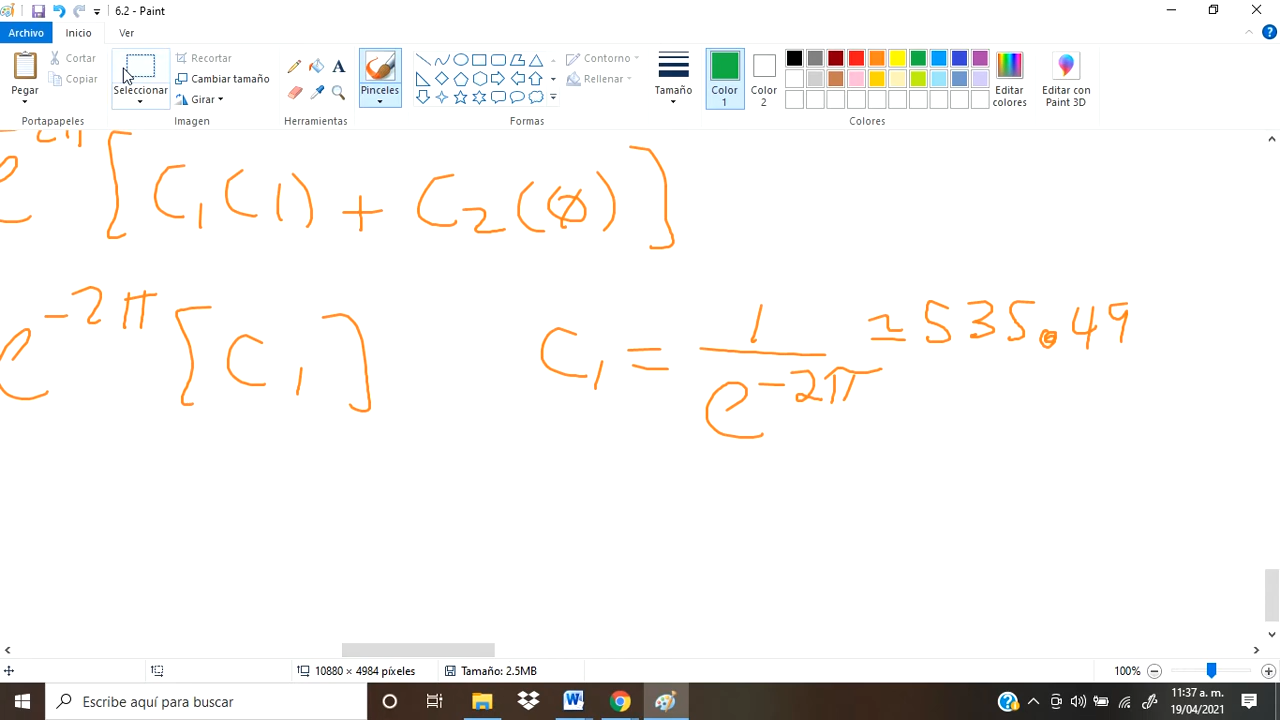 6.2 - Paint
Archivo Inicio Ver
Pegar
Cortar
Copiar
Portapapeles
Seleccionar
Recortar
Cambiar tamaño
Girar
Imagen
A
Herramientas
Pinceles
Contorno
Rellenar
Formas
Tamaño
Color 1
Color 2
Editar colores
Editar con Paint 3D
Colores
e^-2π [C₁(1) + C₂(0)]
e^-2π [C₁] C₁ = 1/e^-2π ≃ 535.49
10880 × 4984 píxeles Tamaño: 2.5MB 100%
Escribe aquí para buscar
11:37 a. m.
19/04/2021